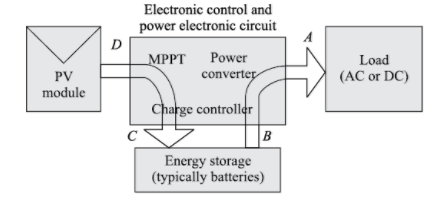 Electronic control and
power electronic circuit
D
A
MPPT
Power
converter
PV
module
Load
(AC or DC)
Charge controller
C
B
Energy storage
(typically batteries)